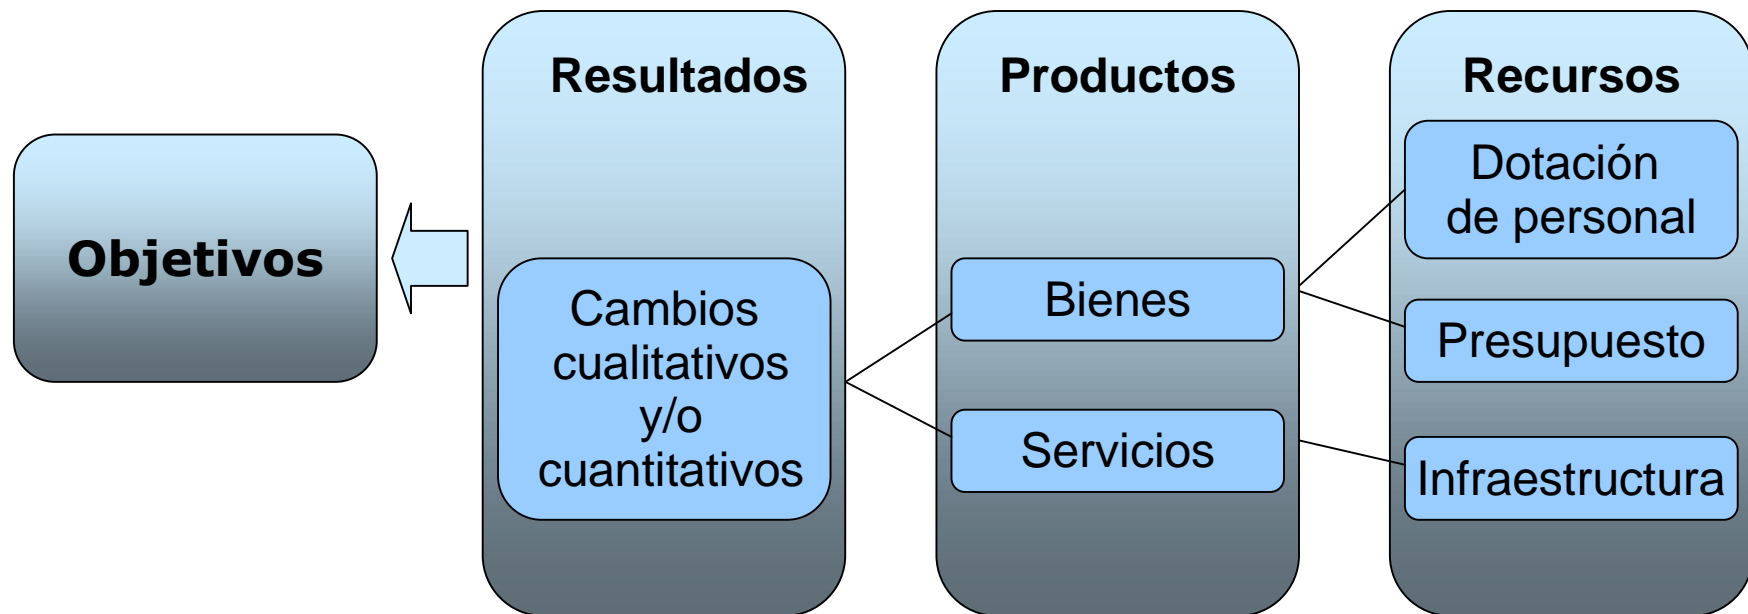 Objetivos
Resultados
Cambios
cualitativos
y/o
cuantitativos
Productos
Bienes
Servicios
Recursos
Dotación
de personal
Presupuesto
Infraestructura